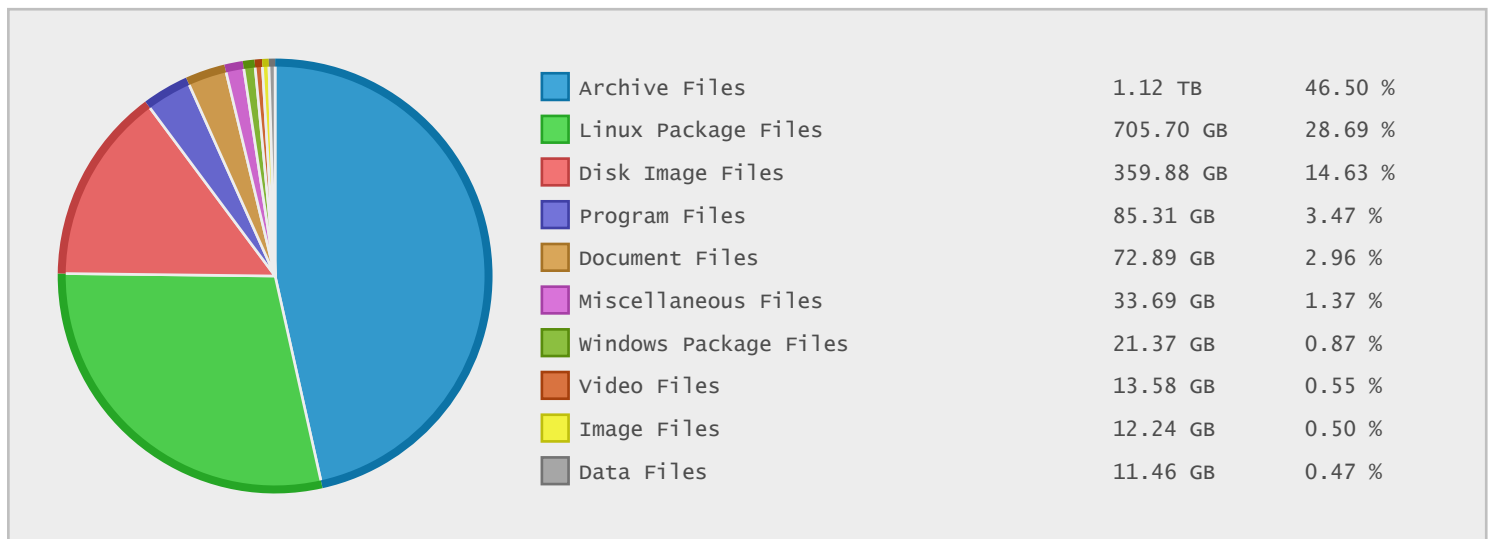 Archive Files 1.12 TB 46.50 %
Linux Package Files 705.70 GB 28.69 %
Disk Image Files 359.88 GB 14.63 %
Program Files 85.31 GB 3.47 %
Document Files 72.89 GB 2.96 %
Miscellaneous Files 33.69 GB 1.37 %
Windows Package Files 21.37 GB 0.87 %
Video Files 13.58 GB 0.55 %
Image Files 12.24 GB 0.50 %
Data Files 11.46 GB 0.47 %